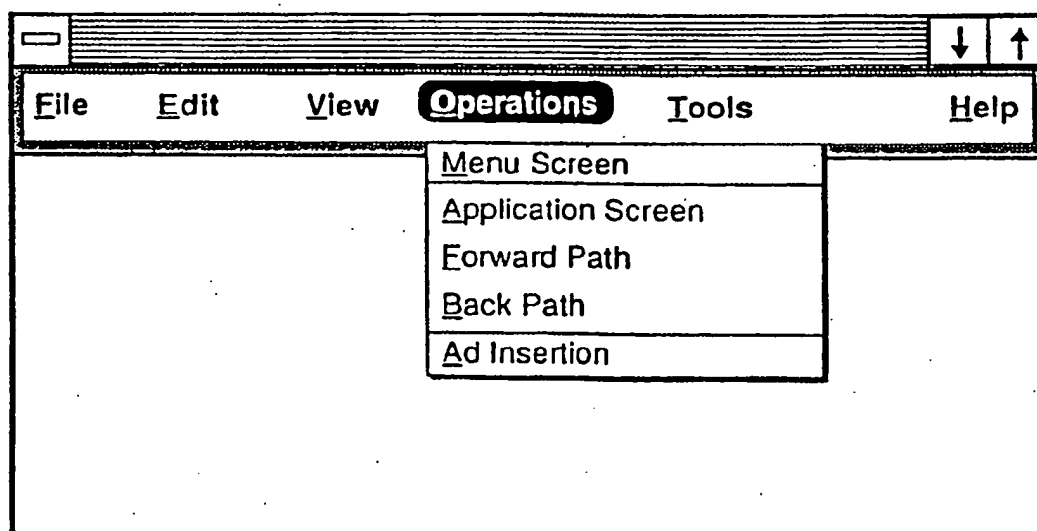 File Edit View Operations Tools Help
Menu Screen
Application Screen
Forward Path
Back Path
Ad Insertion